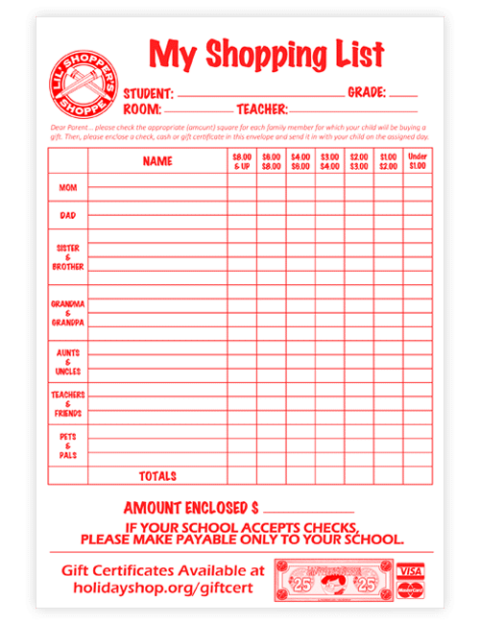 My Shopping List
LIL' SHOPPER'S
SHOPPE
STUDENT: GRADE:
ROOM: TEACHER:
Dear Parent... please check the appropriate (amount) square for each family member for which your child will be buying a
gift. Then, please enclose a check, cash or gift certificate in this envelope and send it in with your child on the assigned day.
NAME
$8.00 & UP
$6.00 $8.00
$4.00 $6.00
$3.00 $4.00
$2.00 $3.00
$1.00 $2.00
Under $1.00
MOM
DAD
SISTER
&
BROTHER
GRANDMA
&
GRANDPA
AUNTS
&
UNCLES
TEACHERS
&
FRIENDS
PETS
&
PALS
TOTALS
AMOUNT ENCLOSED $
IF YOUR SCHOOL ACCEPTS CHECKS,
PLEASE MAKE PAYABLE ONLY TO YOUR SCHOOL.
Gift Certificates Available at
holidayshop.org/giftcert
$25 $25
VISA
MasterCard